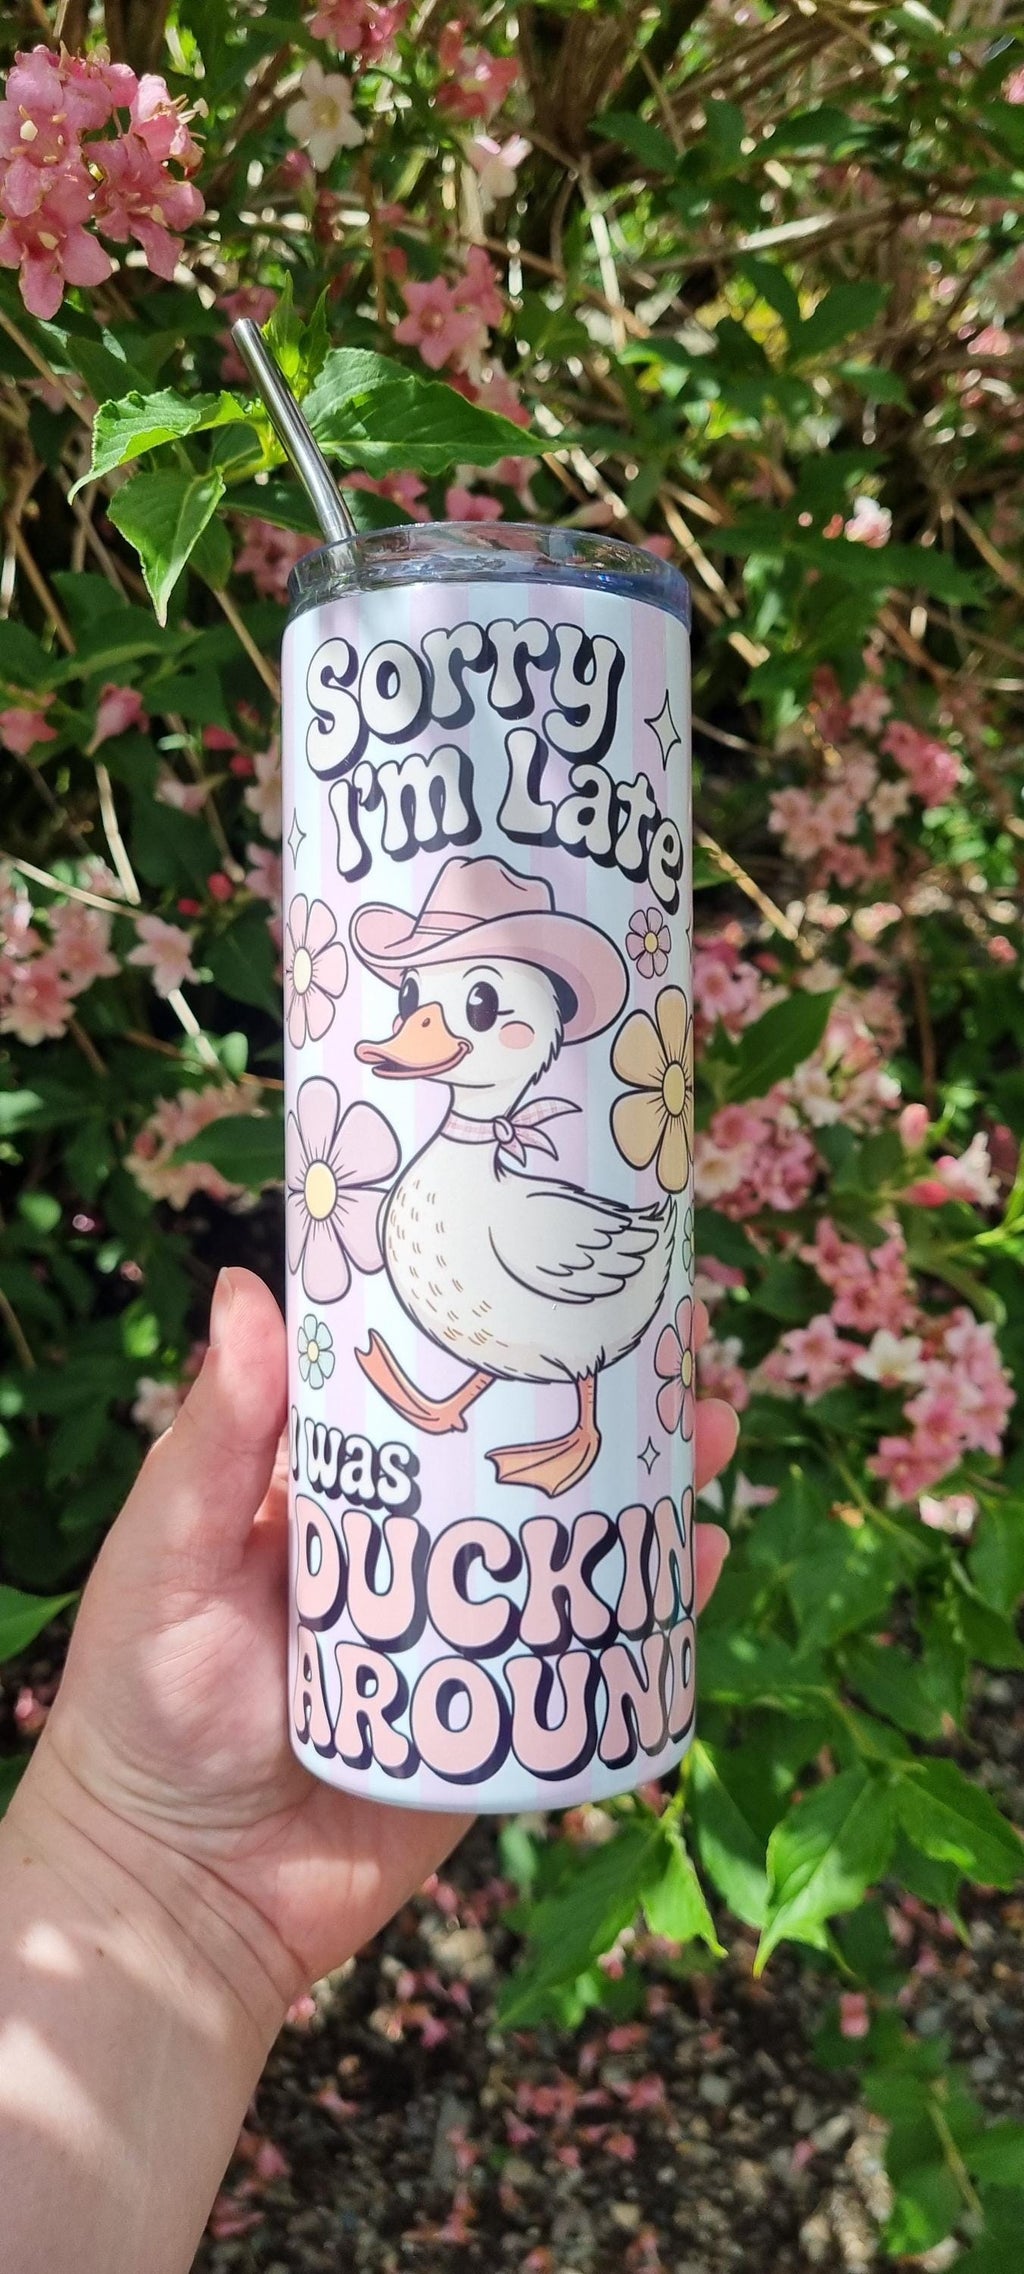 Sorry
I'm Late
I was
DUCKIN
AROUND